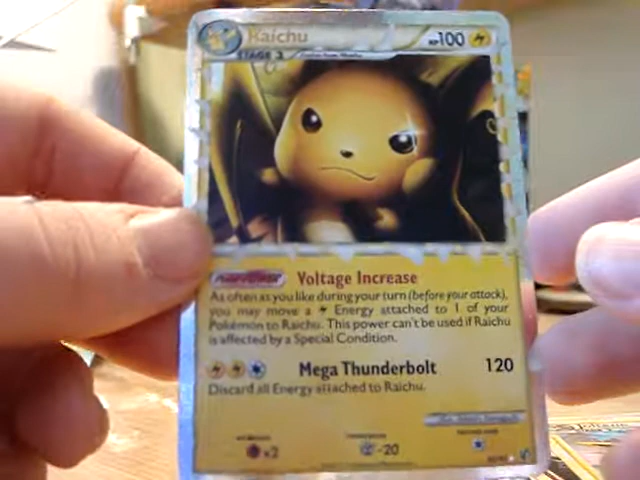 Raichu HP100
STAGE 1
Voltage Increase
As often as you like during your turn (before your attack),
you may move a Energy attached to 1 of your
Pokémon to Raichu. This power can't be used if Raichu
is affected by a Special Condition.
Mega Thunderbolt 120
Discard all Energy attached to Raichu.
x2 -20